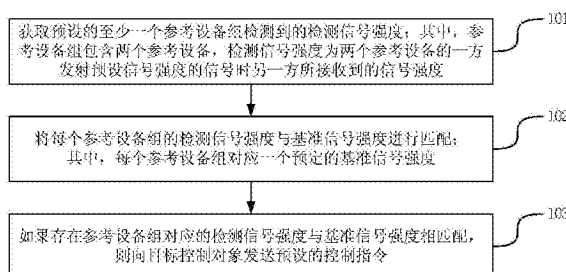 获取预设的至少一个参考设备组检测到的检测信号强度；其中，参
考设备组包含两个参考设备，检测信号强度为两个参考设备的一方
发射预设信号强度的信号时另一方所接收到的信号强度
101
将每个参考设备组的检测信号强度与基准信号强度进行匹配；
其中，每个参考设备组对应一个预定的基准信号强度
102
如果存在参考设备组对应的检测信号强度与基准信号强度相匹配，
则向目标控制对象发送预设的控制指令
103